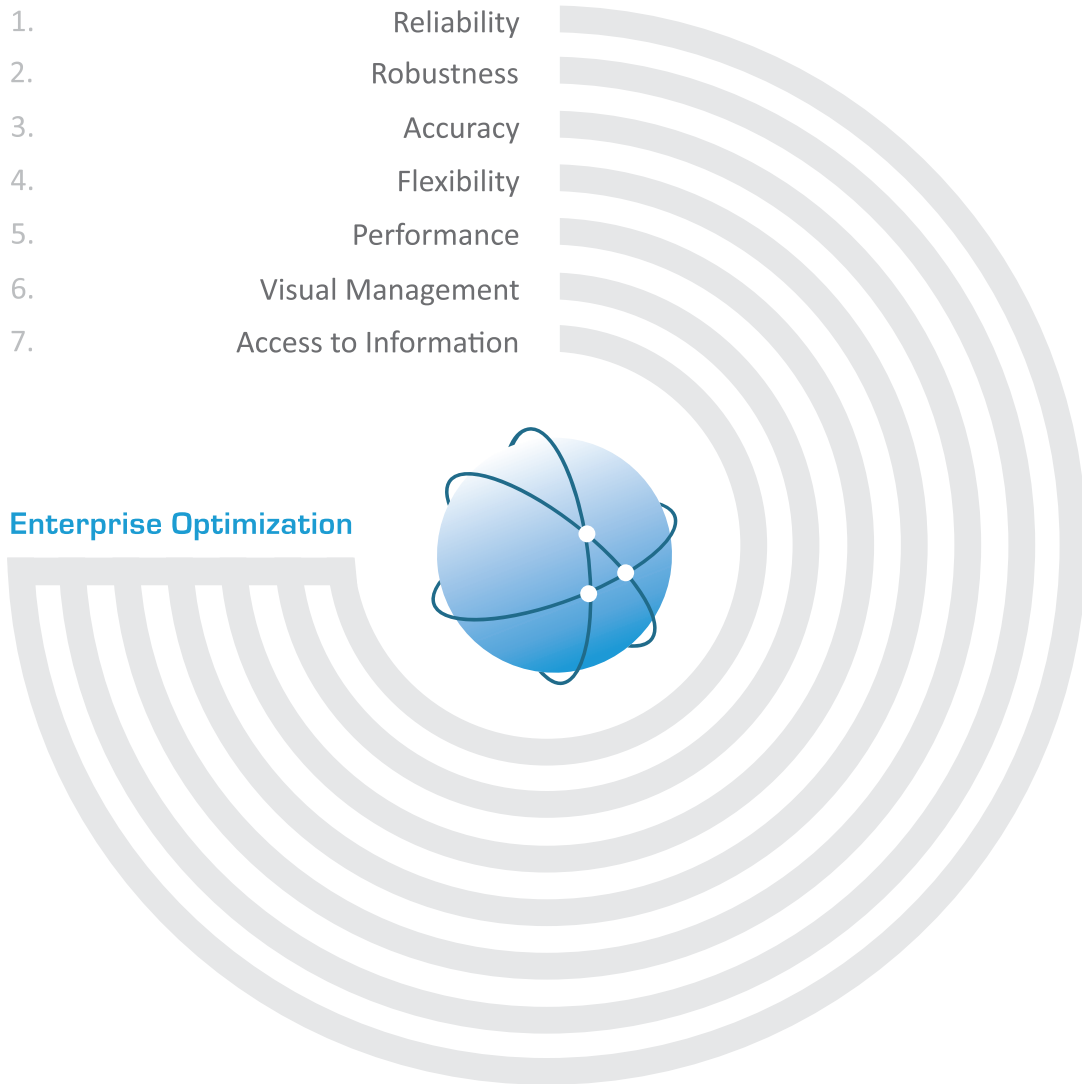 1. Reliability
2. Robustness
3. Accuracy
4. Flexibility
5. Performance
6. Visual Management
7. Access to Information
Enterprise Optimization